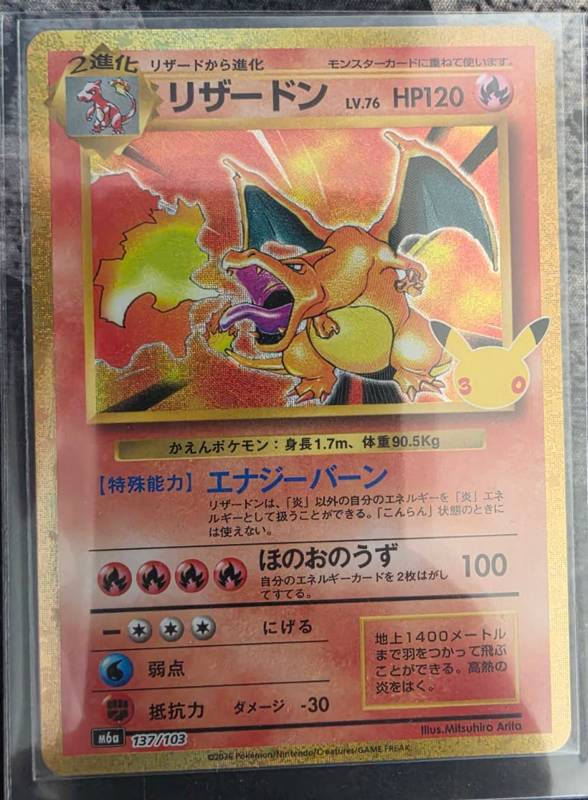 2進化 リザードから進化 モンスターカードに重ねて使います。
リザードン LV.76 HP120
30
かえんポケモン：身長1.7m、体重90.5Kg
【特殊能力】エナジーバーン
リザードンは、「炎」以外の自分のエネルギーを「炎」エネ
ルギーとして扱うことができる。「こんらん」状態のときに
は使えない。
ほのおのうず 100
自分のエネルギーカードを2枚はがし
てすてる。
にげる
弱点
抵抗力 ダメージ -30
地上1400メートル
まで羽をつかって飛ぶ
ことができる。高熱の
炎をはく。
Illus.Mitsuhiro Arita
m6a 137/103
©2026 Pokémon/Nintendo/Creatures/GAME FREAK